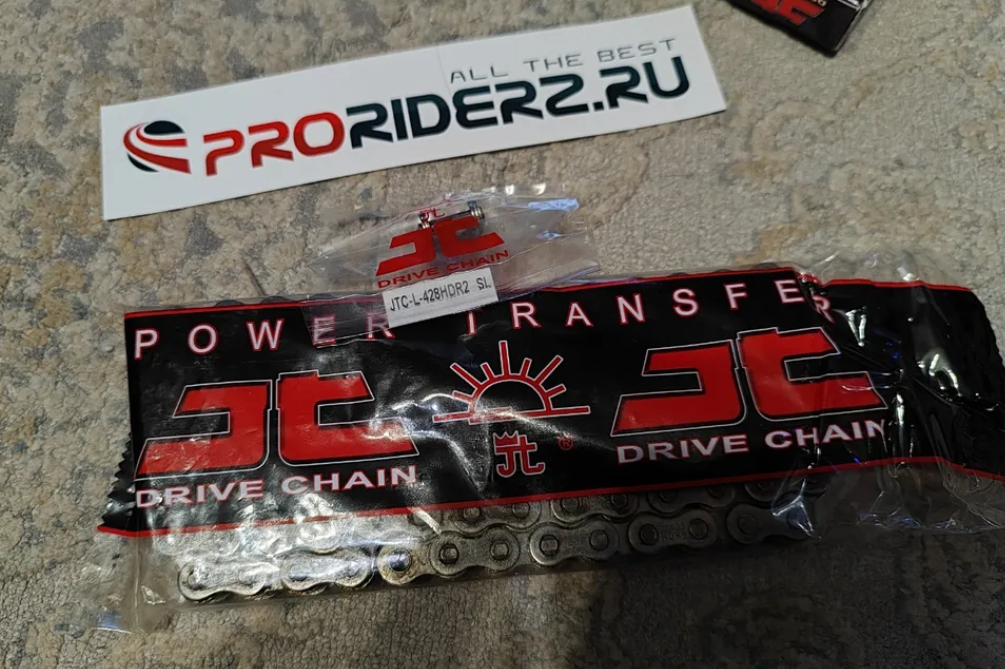 ALL THE BEST
PRORIDERZ.RU
JT
DRIVE CHAIN
JTC-L-428HDR2 SL
POWER TRANSFER
JT
DRIVE CHAIN
JT
®
JT
DRIVE CHAIN